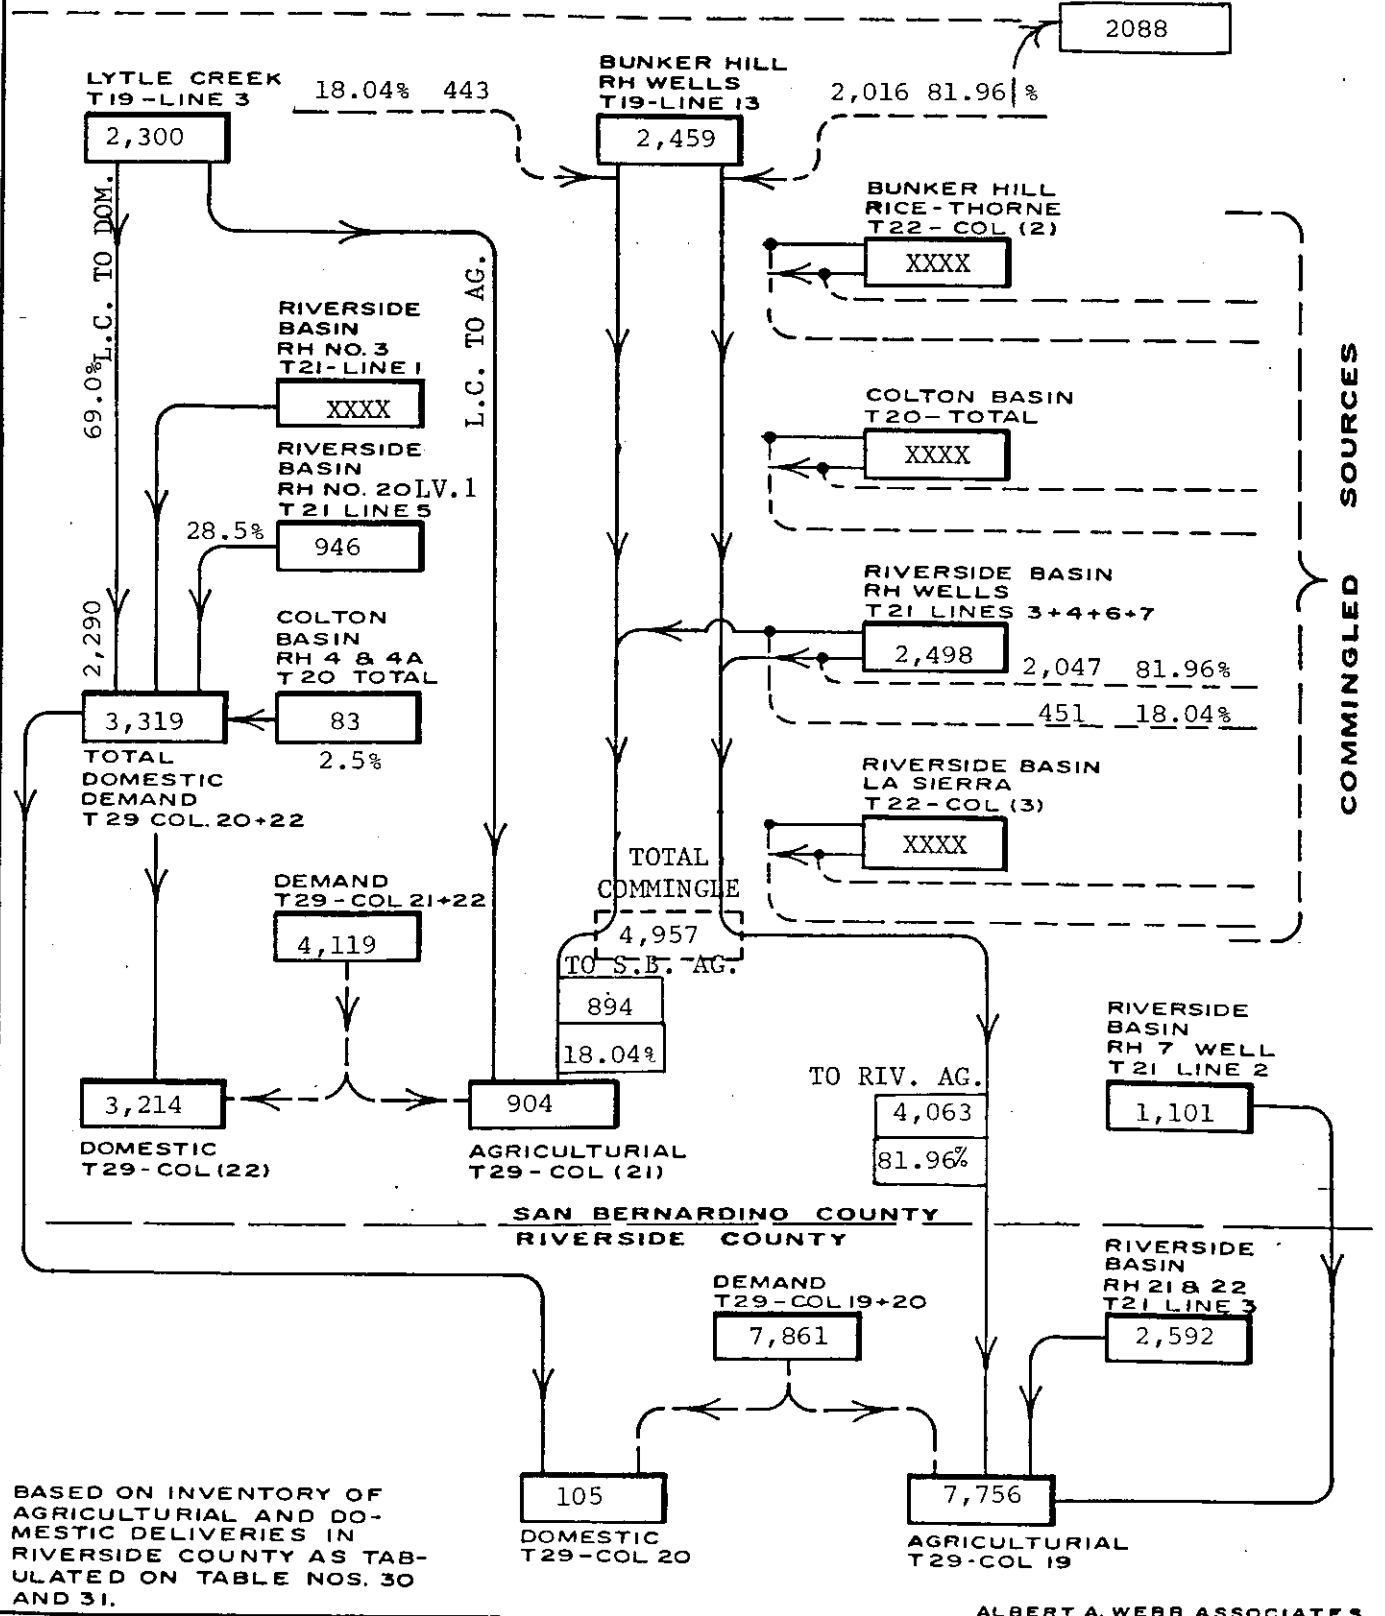 2088
LYTLE CREEK
T19-LINE 3
2,300
18.04% 443
BUNKER HILL
RH WELLS
T19-LINE 13
2,459
2,016 81.96 %
BUNKER HILL
RICE-THORNE
T22- COL (2)
XXXX
69.0% L.C. TO DOM.
2,290
L.C. TO AG.
RIVERSIDE
BASIN
RH NO. 3
T21-LINE 1
XXXX
RIVERSIDE
BASIN
RH NO. 20 LV.1
T21 LINE 5
28.5%
946
COLTON
BASIN
RH 4 & 4A
T20 TOTAL
83
2.5%
3,319
TOTAL
DOMESTIC
DEMAND
T29 COL. 20+22
COLTON BASIN
T20-TOTAL
XXXX
RIVERSIDE BASIN
RH WELLS
T21 LINES 3+4+6+7
2,498
2,047 81.96%
451 18.04%
RIVERSIDE BASIN
LA SIERRA
T22-COL (3)
XXXX
COMMINGLED SOURCES
DEMAND
T29-COL 21+22
4,119
TOTAL
COMMINGLE
4,957
TO S.B. AG.
894
18.04%
3,214
DOMESTIC
T29-COL (22)
904
AGRICULTURIAL
T29-COL (21)
TO RIV. AG.
4,063
81.96%
RIVERSIDE
BASIN
RH 7 WELL
T21 LINE 2
1,101
SAN BERNARDINO COUNTY
RIVERSIDE COUNTY
RIVERSIDE
BASIN
RH 21 & 22
T21 LINE 3
2,592
DEMAND
T29-COL 19+20
7,861
105
DOMESTIC
T29-COL 20
7,756
AGRICULTURIAL
T29-COL 19
BASED ON INVENTORY OF
AGRICULTURIAL AND DO-
MESTIC DELIVERIES IN
RIVERSIDE COUNTY AS TAB-
ULATED ON TABLE NOS. 30
AND 31.
ALBERT A. WEBB ASSOCIATES